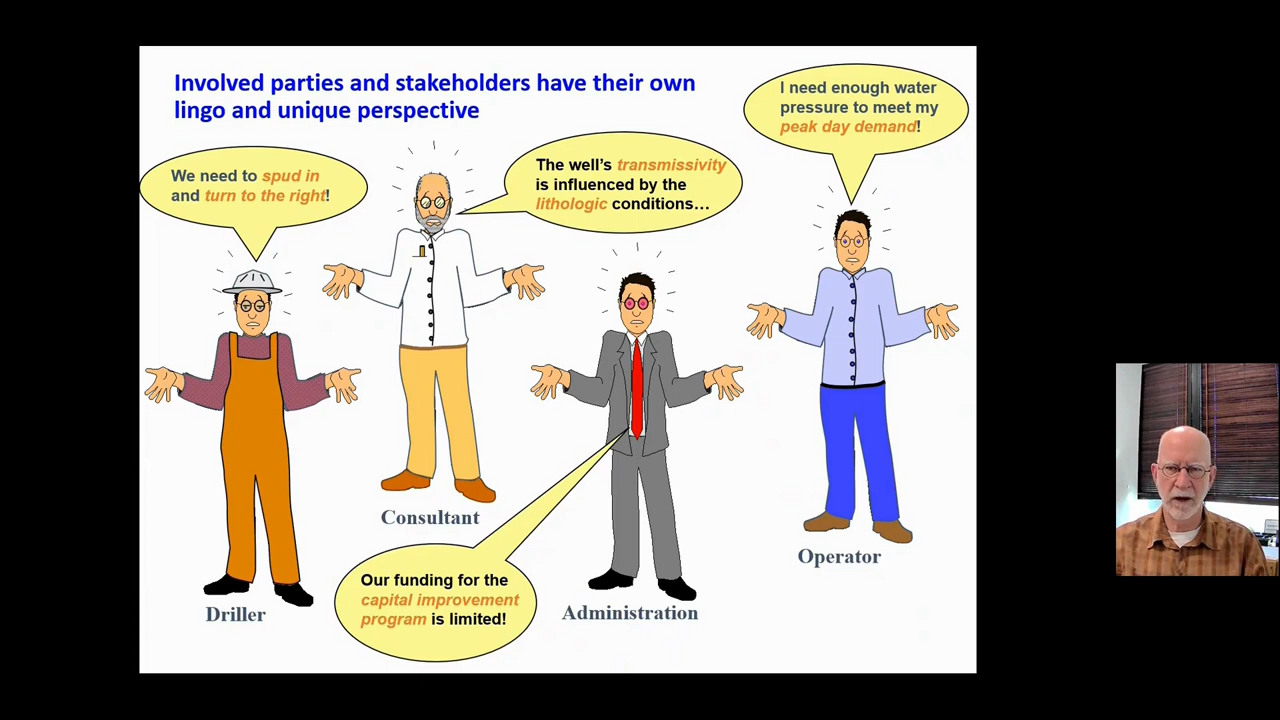 Involved parties and stakeholders have their own
lingo and unique perspective
I need enough water
pressure to meet my
peak day demand!
We need to spud in
and turn to the right!
The well's transmissivity
is influenced by the
lithologic conditions…
Consultant
Operator
Our funding for the
capital improvement
program is limited!
Driller
Administration